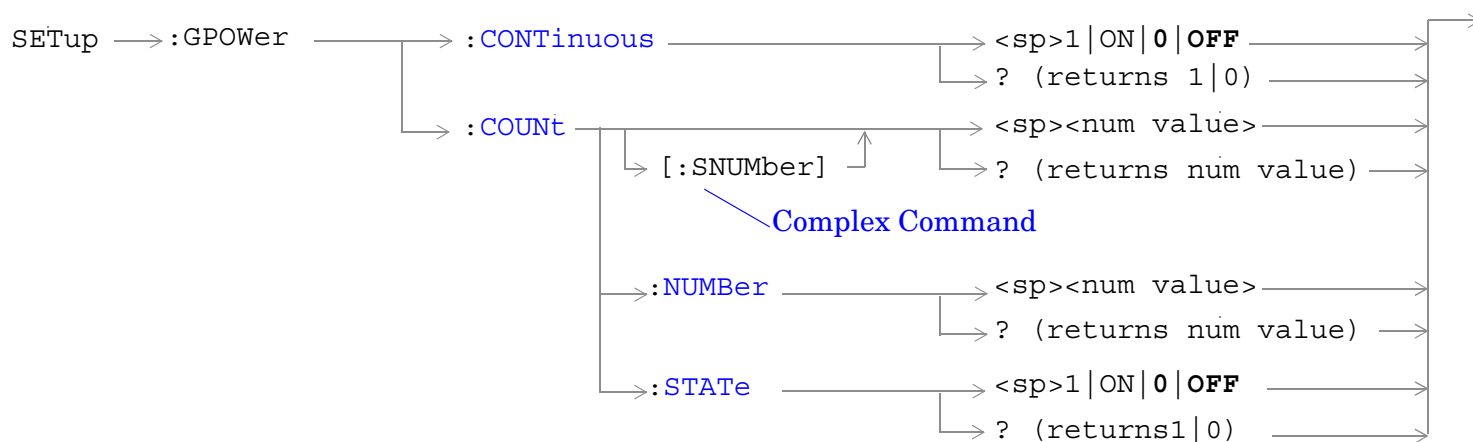 SETup :GPOWer :CONTinuous <sp>1|ON|0|OFF
? (returns 1|0)
:COUNt <sp><num value>
[:SNUMber] ? (returns num value)
Complex Command
:NUMBer <sp><num value>
? (returns num value)
:STATe <sp>1|ON|0|OFF
? (returns1|0)